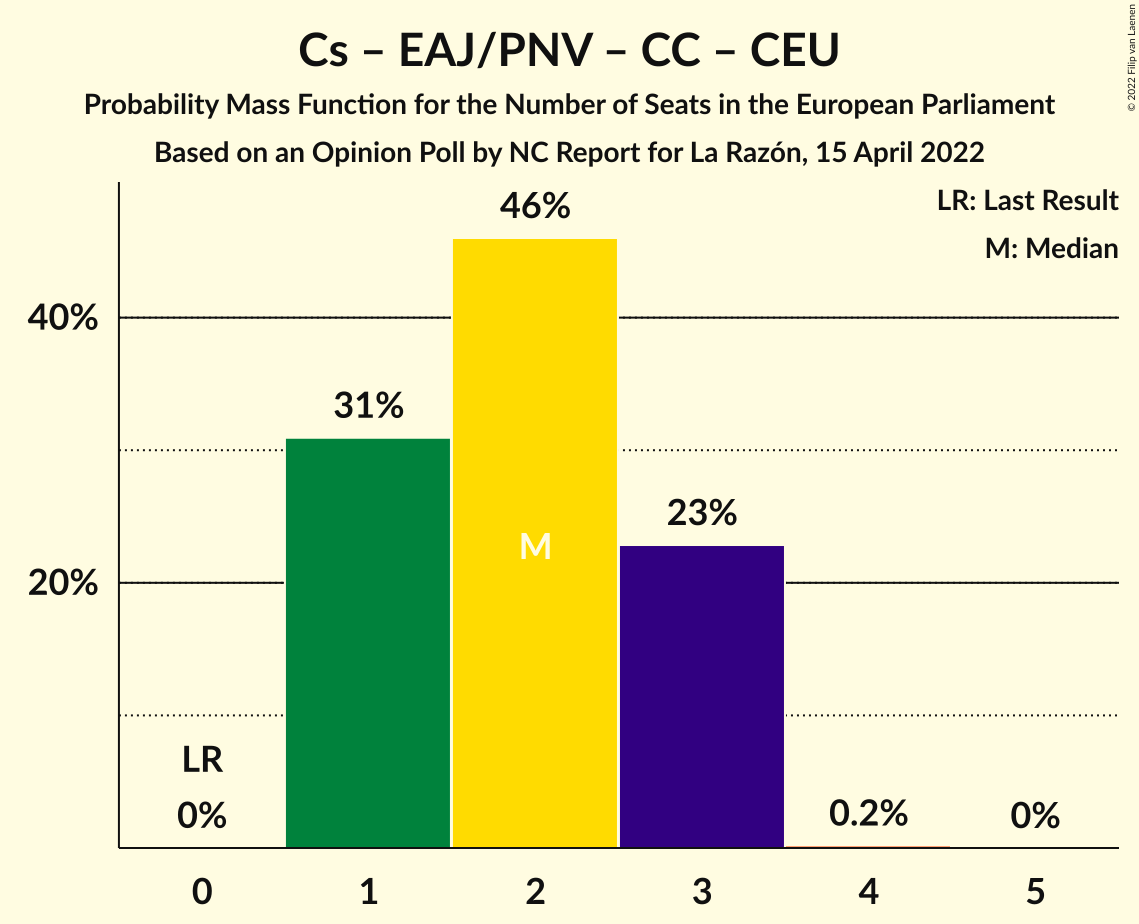 Cs – EAJ/PNV – CC – CEU
Probability Mass Function for the Number of Seats in the European Parliament
Based on an Opinion Poll by NC Report for La Razón, 15 April 2022
© 2022 Filip van Laenen
LR: Last Result
M: Median
46%
40%
31%
23%
M
20%
LR
0%
0.2%
0%
0 1 2 3 4 5